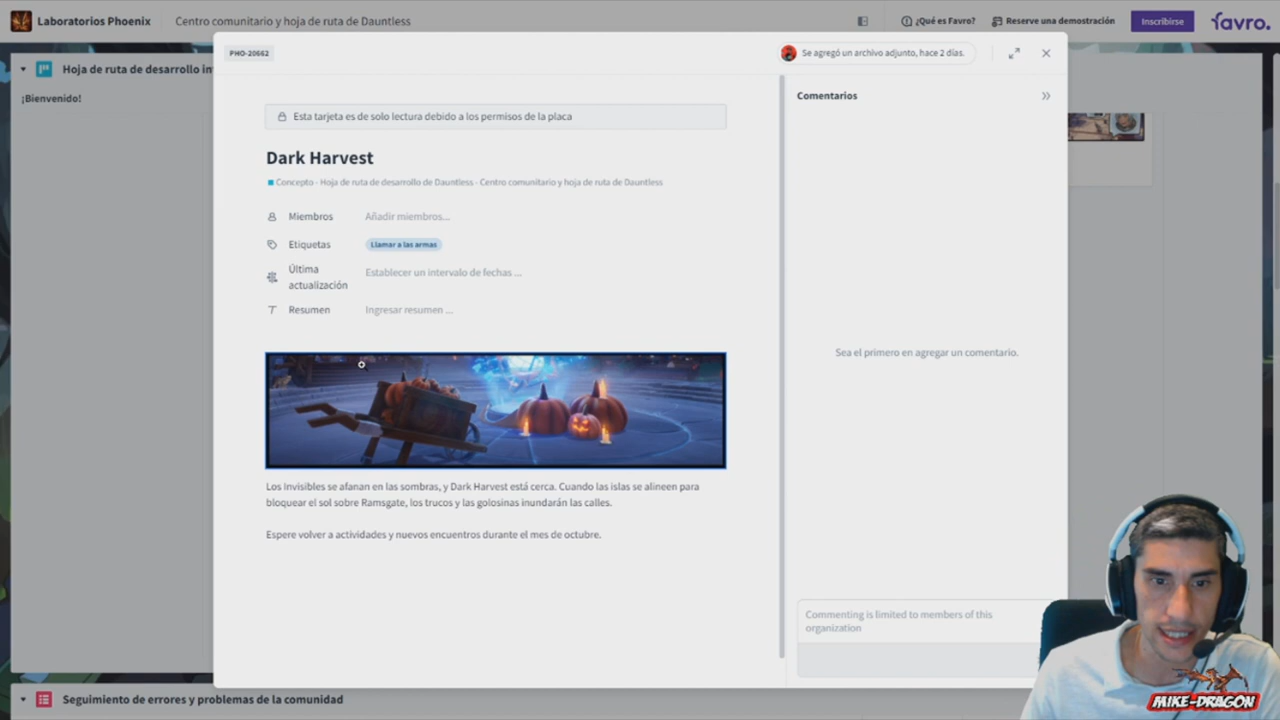 Laboratorios Phoenix
Centro comunitario y hoja de ruta de Dauntless
¿Qué es Favro?
Reserve una demostración
Inscribirse
favro.
Hoja de ruta de desarrollo in
¡Bienvenido!
PHO-20662
Se agregó un archivo adjunto, hace 2 días.
Esta tarjeta es de solo lectura debido a los permisos de la placa
Dark Harvest
Concepto - Hoja de ruta de desarrollo de Dauntless - Centro comunitario y hoja de ruta de Dauntless
Miembros
Añadir miembros...
Etiquetas
Llamar a las armas
Última
actualización
Establecer un intervalo de fechas ...
Resumen
Ingresar resumen ...
Los Invisibles se afanan en las sombras, y Dark Harvest está cerca. Cuando las islas se alineen para
bloquear el sol sobre Ramsgate, los trucos y las golosinas inundarán las calles.
Espere volver a actividades y nuevos encuentros durante el mes de octubre.
Comentarios
Sea el primero en agregar un comentario.
Commenting is limited to members of this
organization
Seguimiento de errores y problemas de la comunidad
MIKE-DRAGON